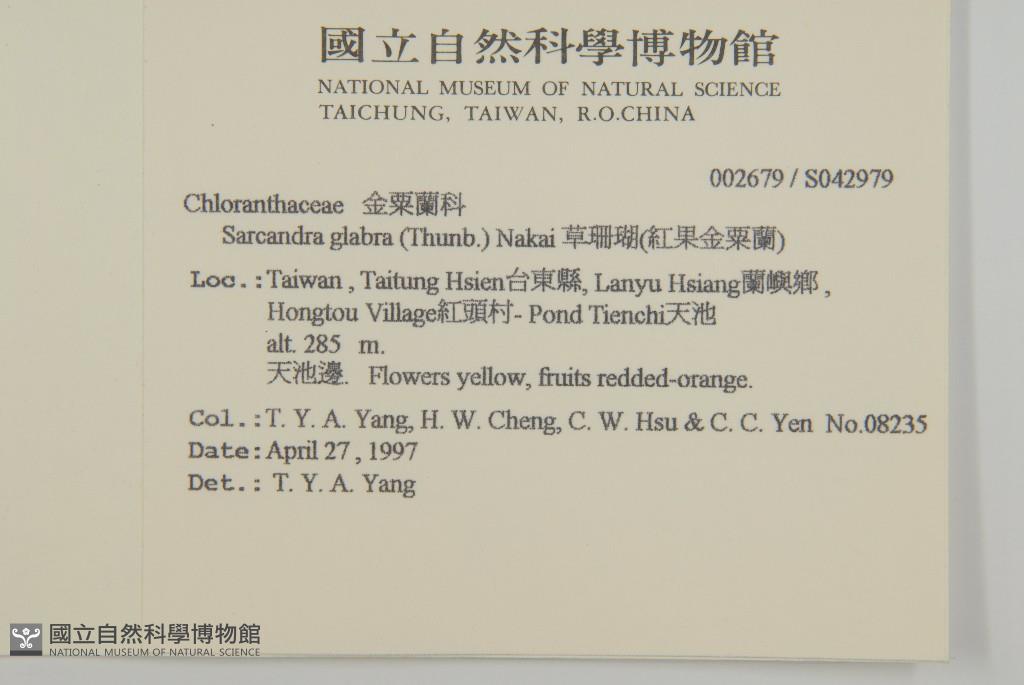 國立自然科學博物館
NATIONAL MUSEUM OF NATURAL SCIENCE
TAICHUNG, TAIWAN, R.O.CHINA
002679 / S042979
Chloranthaceae 金粟蘭科
Sarcandra glabra (Thunb.) Nakai 草珊瑚(紅果金粟蘭)
Loc.:Taiwan , Taitung Hsien台東縣, Lanyu Hsiang蘭嶼鄉 ,
Hongtou Village紅頭村- Pond Tienchi天池
alt. 285 m.
天池邊. Flowers yellow, fruits redded-orange.
Col.:T. Y. A. Yang, H. W. Cheng, C. W. Hsu & C. C. Yen No.08235
Date:April 27 , 1997
Det.: T. Y. A. Yang
國立自然科學博物館
NATIONAL MUSEUM OF NATURAL SCIENCE